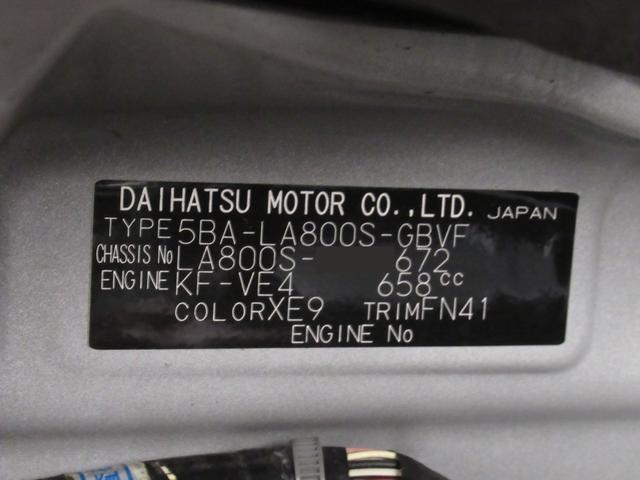 DAIHATSU MOTOR CO.,LTD. JAPAN
TYPE 5BA-LA800S-GBVF
CHASSIS No LA800S- 672
ENGINE KF-VE4 658cc
COLOR XE9 TRIM FN41
ENGINE No